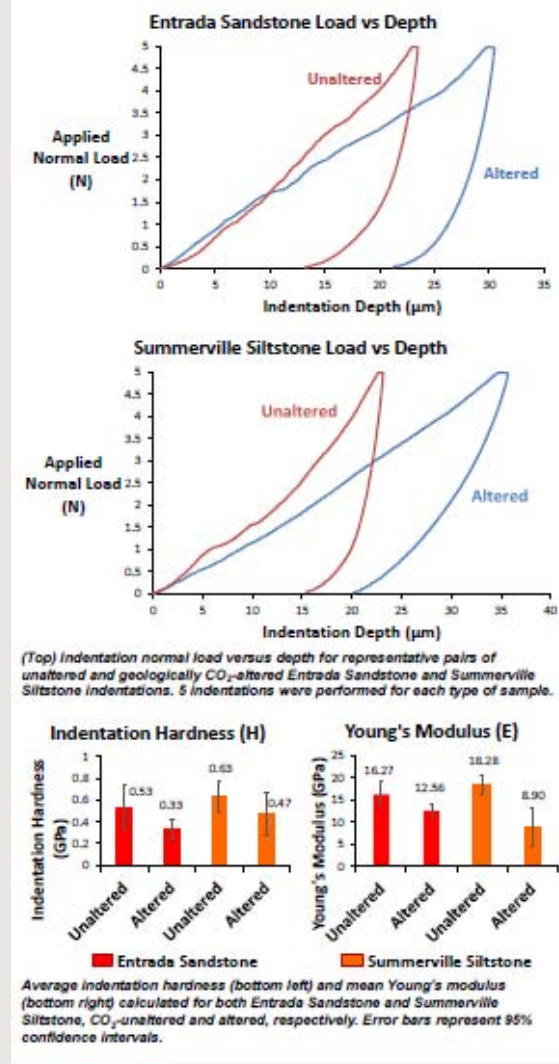 Entrada Sandstone Load vs Depth
5
4.5
4
3.5
3
2.5
2
1.5
1
0.5
0
Applied
Normal Load
(N)
Unaltered
Altered
0 5 10 15 20 25 30 35
Indentation Depth (µm)
Summerville Siltstone Load vs Depth
5
4.5
4
3.5
3
2.5
2
1.5
1
0.5
0
Applied
Normal Load
(N)
Unaltered
Altered
0 5 10 15 20 25 30 35 40
Indentation Depth (µm)
(Top) Indentation normal load versus depth for representative pairs of
unaltered and geologically CO₂-altered Entrada Sandstone and Summerville
Siltstone indentations. 5 indentations were performed for each type of sample.
Indentation Hardness (H)
Indentation Hardness
(GPa)
1
0.8
0.6
0.4
0.2
0
0.53
0.33
0.63
0.47
Unaltered
Altered
Unaltered
Altered
Young's Modulus (E)
Young's Modulus (GPa)
25
20
15
10
5
0
16.27
12.56
18.28
8.90
Unaltered
Altered
Unaltered
Altered
Entrada Sandstone
Summerville Siltstone
Average indentation hardness (bottom left) and mean Young's modulus
(bottom right) calculated for both Entrada Sandstone and Summerville
Siltstone, CO₂-unaltered and altered, respectively. Error bars represent 95%
confidence intervals.